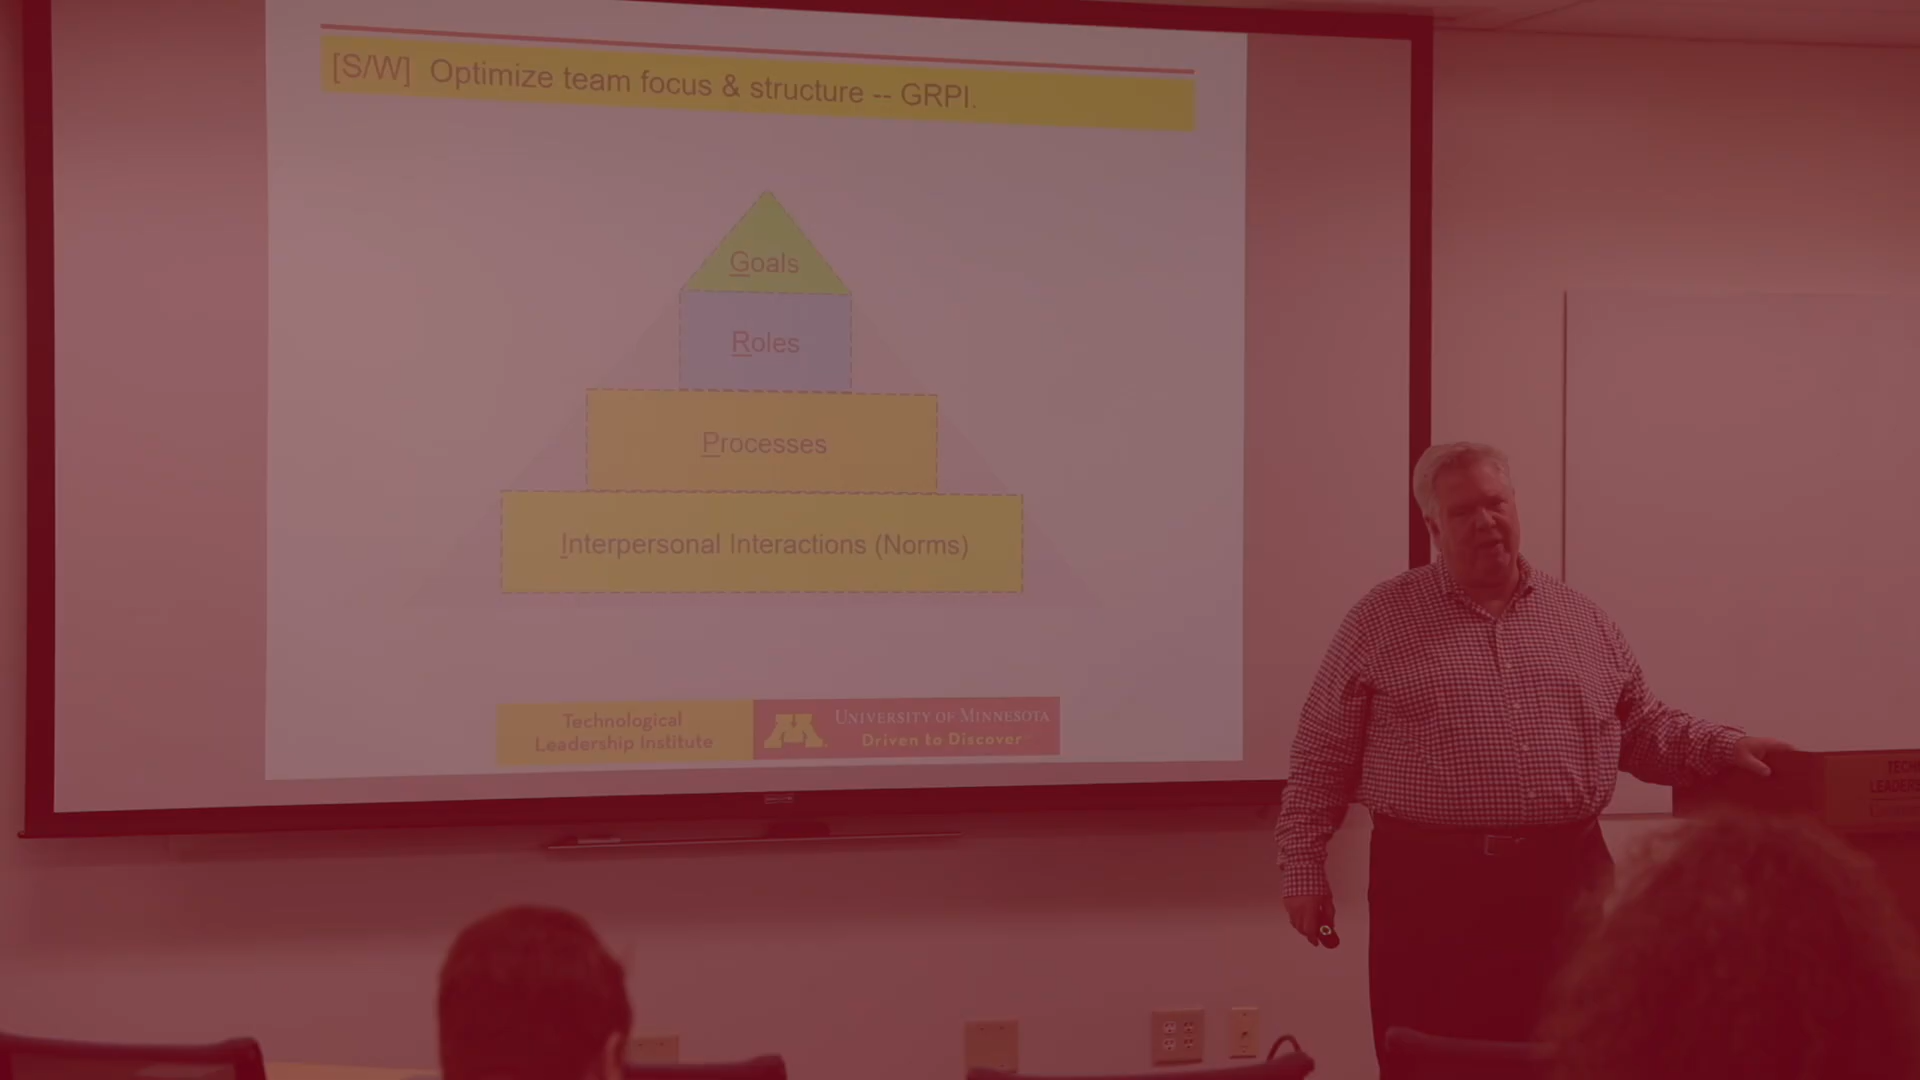 [S/W] Optimize team focus & structure -- GRPI.
Goals
Roles
Processes
Interpersonal Interactions (Norms)
Technological
Leadership Institute
UNIVERSITY OF MINNESOTA
Driven to Discover